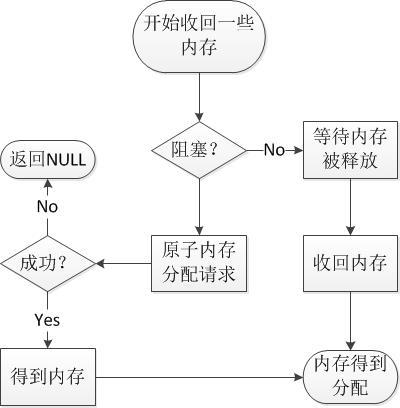 开始收回一些
内存
阻塞?
No
等待内存
被释放
返回NULL
No
成功?
原子内存
分配请求
收回内存
Yes
得到内存
内存得到
分配